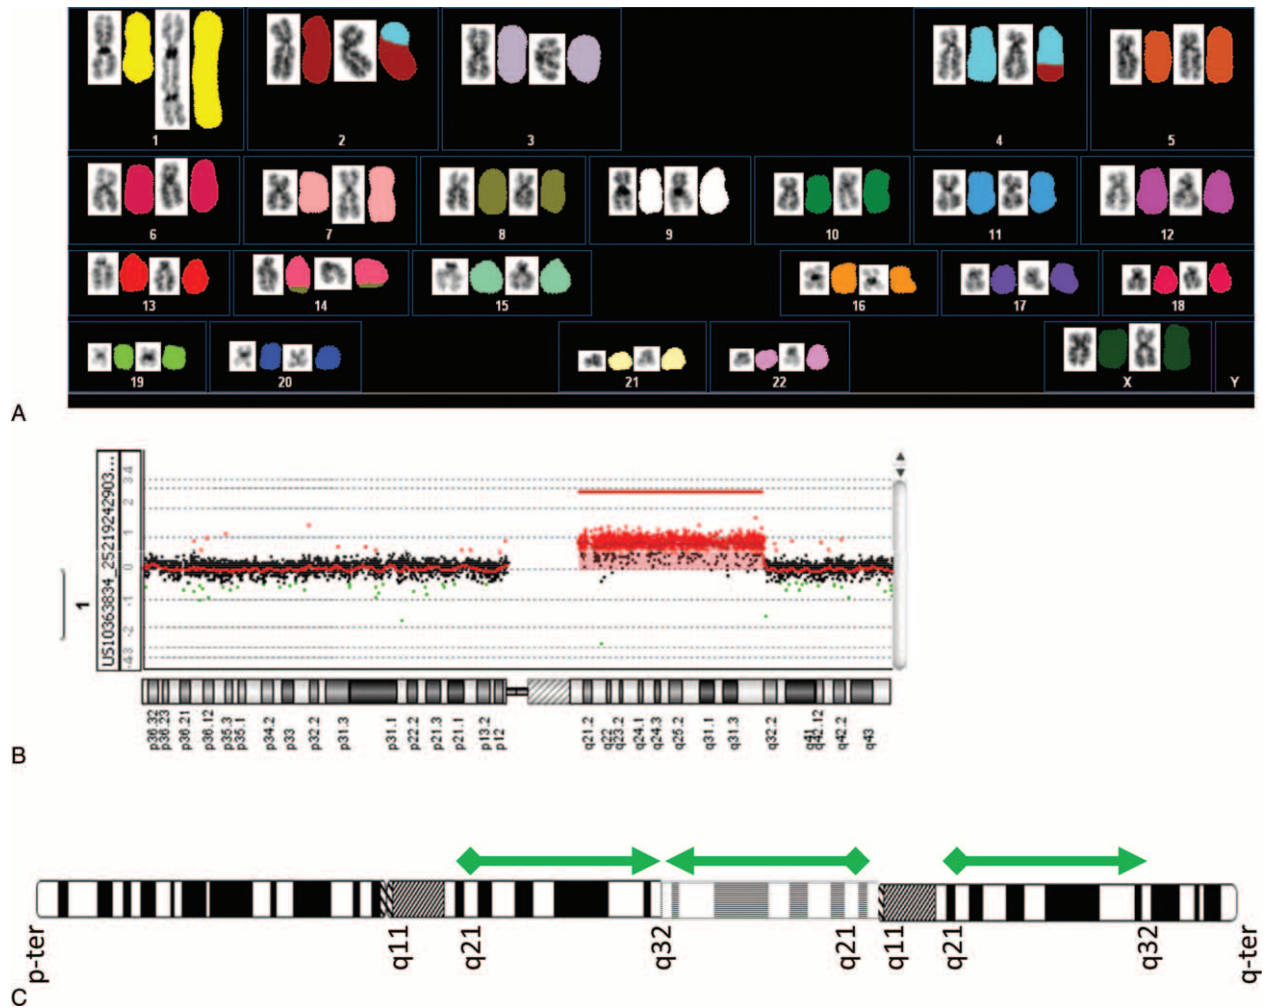 1 2 3 4 5
6 7 8 9 10 11 12
13 14 15 16 17 18
19 20 21 22 X Y
A
US10363834_25219242903...
1
p36.32 p36.23 p36.21 p36.12 p35.3 p35.1 p34.2 p33 p32.2 p31.3 p31.1 p22.2 p21.3 p21.1 p13.2 p12 q21.2 q22 q23.2 q24.1 q24.3 q25.2 q31.1 q31.3 q32.2 q41 q42.12 q42.2 q43
B
p-ter q11 q21 q32 q21 q11 q21 q32 q-ter
C